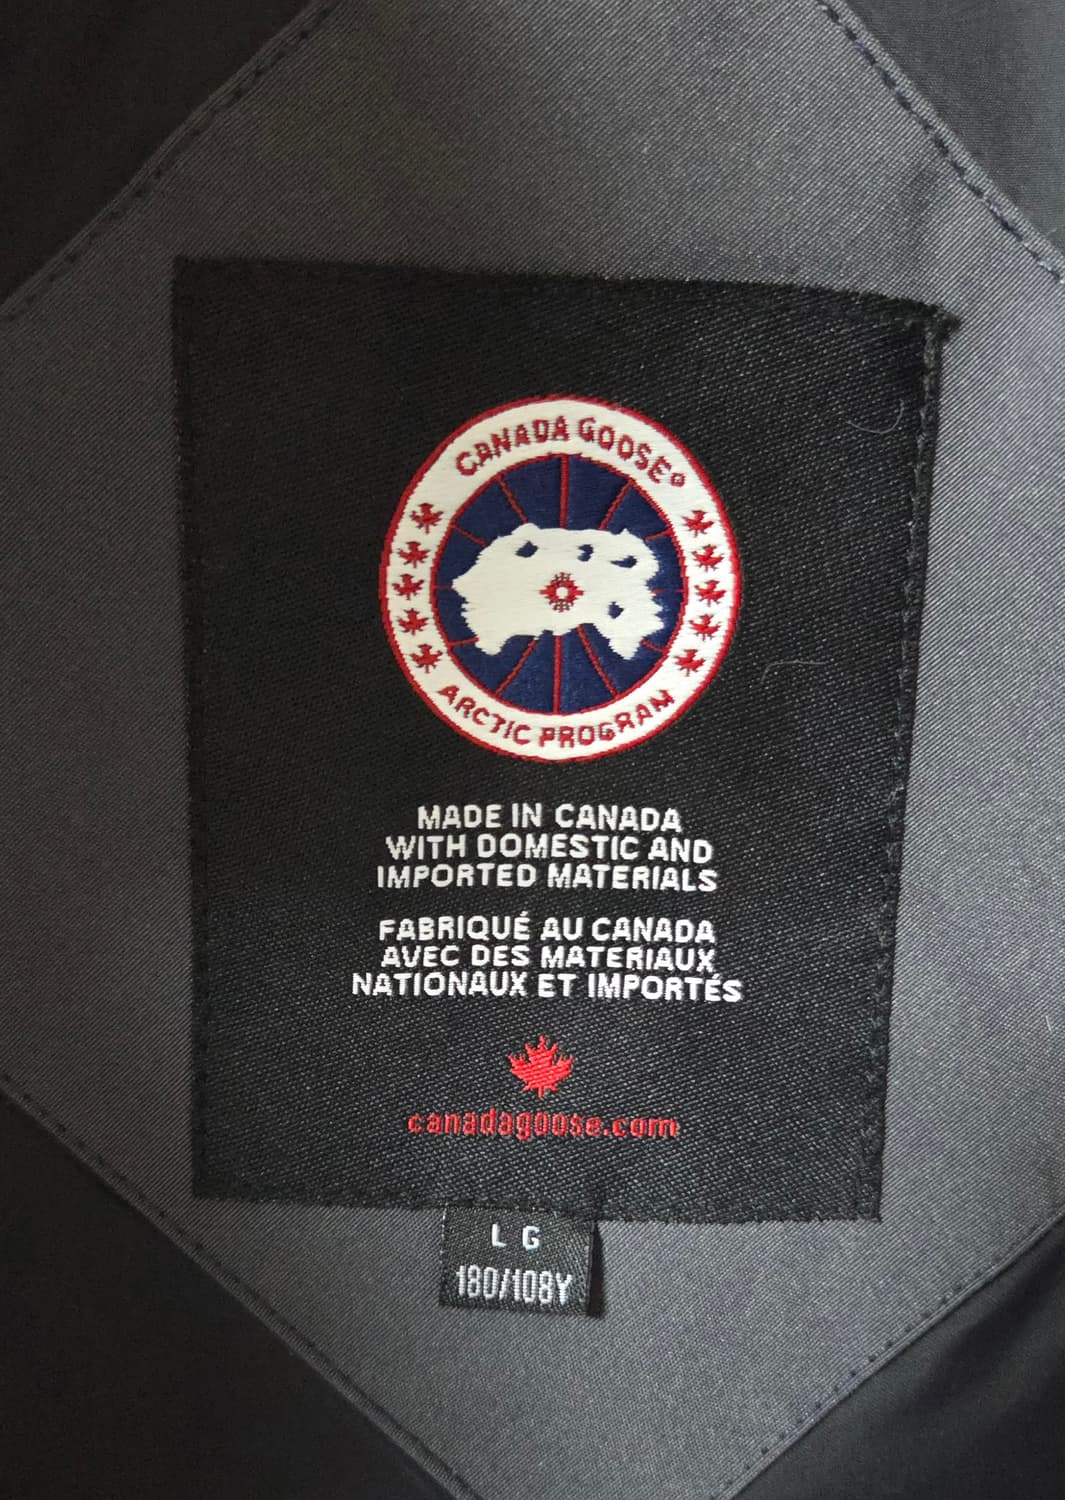 CANADA GOOSE®
ARCTIC PROGRAM
MADE IN CANADA
WITH DOMESTIC AND
IMPORTED MATERIALS
FABRIQUÉ AU CANADA
AVEC DES MATERIAUX
NATIONAUX ET IMPORTÉS
canadagoose.com
L G
180/108Y